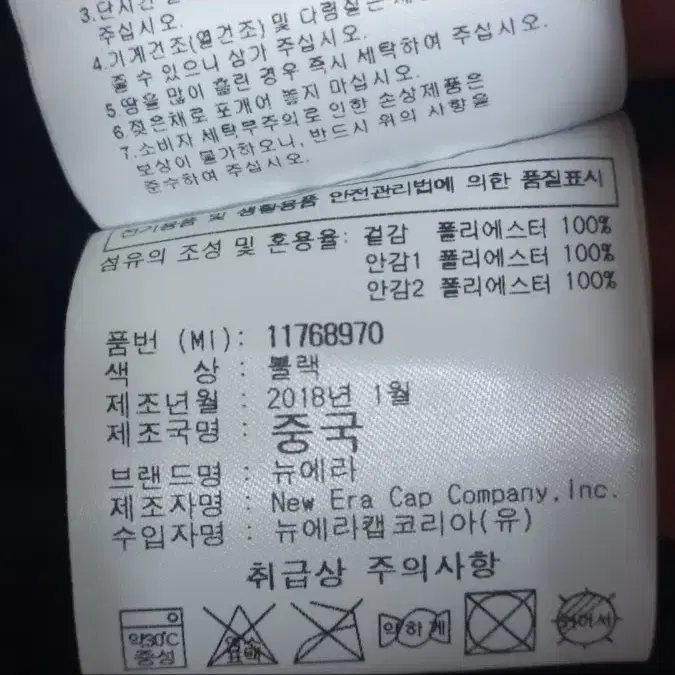 3.단시간
주십시오.
4.기계건조(열건조) 및 다림질은
줄 수 있으니 삼가 주십시오.
5.땀을 많이 흘린 경우 즉시 세탁하여 주십시오.
6.젖은채로 포개어 놓지 마십시오.
7.소비자 세탁부주의로 인한 손상제품은
보상이 불가하오니, 반드시 위의 사항을
준수하여 주십시오.
전기용품 및 생활용품 안전관리법에 의한 품질표시
섬유의 조성 및 혼용율: 겉감 폴리에스터 100%
안감1 폴리에스터 100%
안감2 폴리에스터 100%
품번 (MI): 11768970
색 상 : 블랙
제조년월 : 2018년 1월
제조국명 : 중국
브랜드명 : 뉴에라
제조자명 : New Era Cap Company,Inc.
수입자명 : 뉴에라캡코리아(유)
취급상 주의사항
약30℃ 염소 약하게 뉘어서
중성 표백